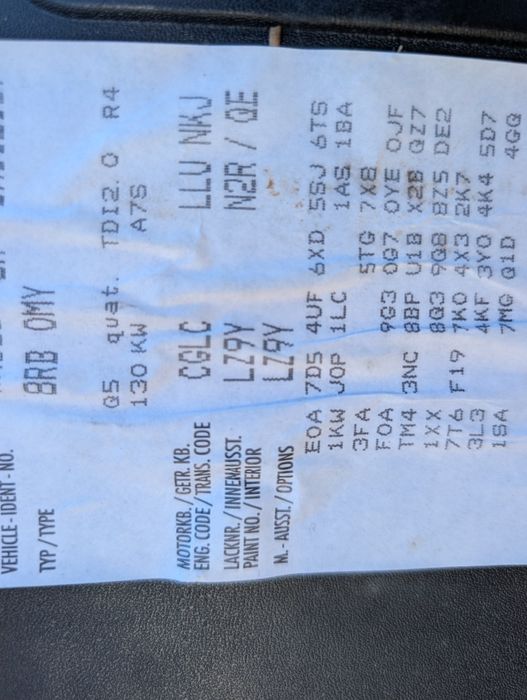 VEHICLE-IDENT-NO.
TYP/TYPE 8RB 0MY
Q5 quat. TDI2.0 R4
130 KW A7S
MOTORKB./GETR.KB.
ENG.CODE/TRANS.CODE CGLC LLU NKJ
LACKNR./INNENAUSST.
PAINT NO./INTERIOR LZ9Y N2R / QE
LZ9Y
M.-AUSST./OPTIONS
E0A 7D5 4UF 6XD 5SJ 6TS
1KW J0P 1LC 1AS 1BA
3FA 5TG 7X8
F0A 9G3 0G7 0YE 0JF
TM4 3NC 8BP U1B X2B QZ7
1XX 8Q3 9Q8 8Z5 DE2
7T6 F19 7K0 4X3 2K7
3L3 4KF 3Y0 4K4 5D7
1SA 7MG Q1D 4GQ